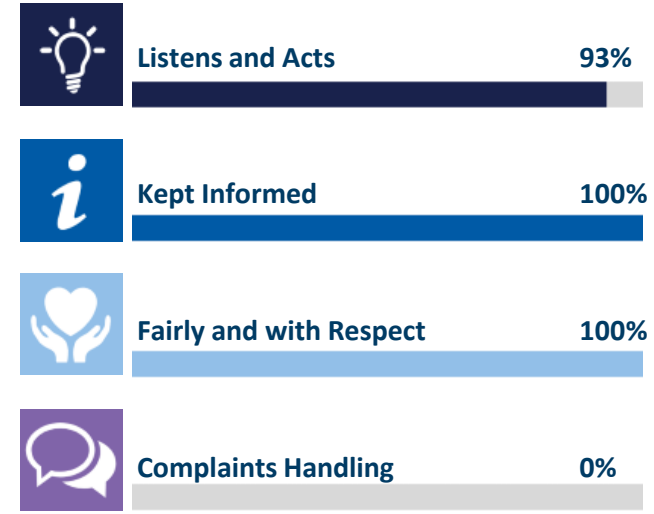 Listens and Acts 93%
Kept Informed 100%
Fairly and with Respect 100%
Complaints Handling 0%